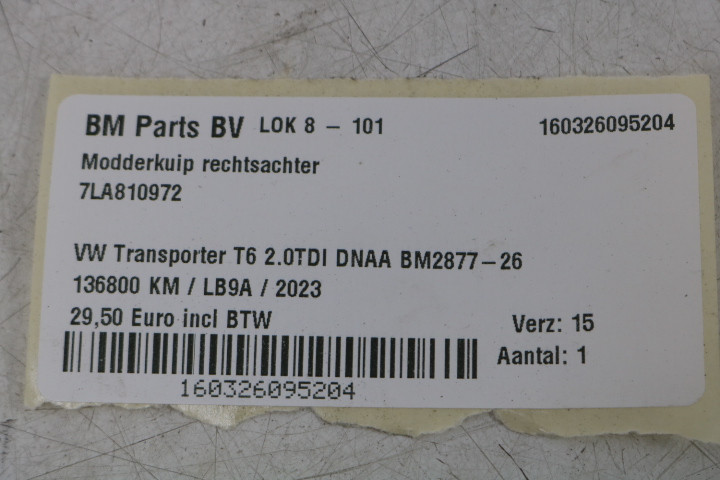 BM Parts BV LOK 8 - 101 160326095204
Modderkuip rechtsachter
7LA810972
VW Transporter T6 2.0TDI DNAA BM2877-26
136800 KM / LB9A / 2023
29,50 Euro incl BTW Verz: 15
Aantal: 1
160326095204